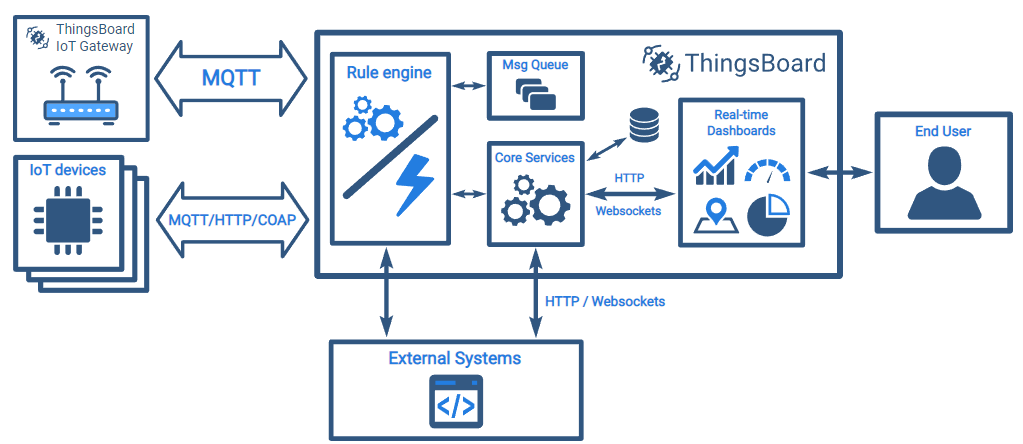 ThingsBoard
IoT Gateway
MQTT
IoT devices
MQTT/HTTP/COAP
Rule engine
Msg Queue
ThingsBoard
Core Services
HTTP
Websockets
Real-time
Dashboards
End User
HTTP / Websockets
External Systems
</>